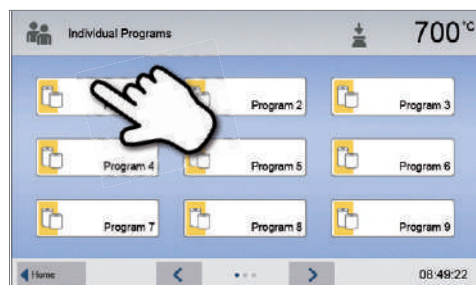 Individual Programs
700°C
Program 2
Program 3
Program 4
Program 5
Program 6
Program 7
Program 8
Program 9
Home
08:49:22